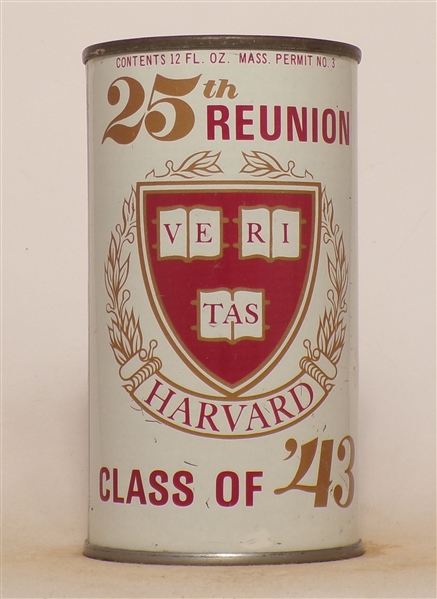 CONTENTS 12 FL. OZ. MASS. PERMIT NO. 3
25th
REUNION
VE RI
TAS
HARVARD
CLASS OF '43